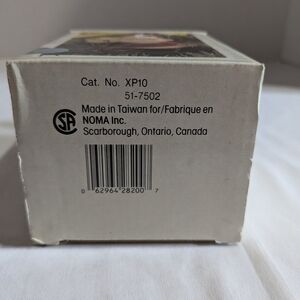 Cat. No. XP10
51-7502
Made in Taiwan for/Fabrique en
NOMA Inc.
Scarborough, Ontario, Canada
SA
0 62964 28200 7